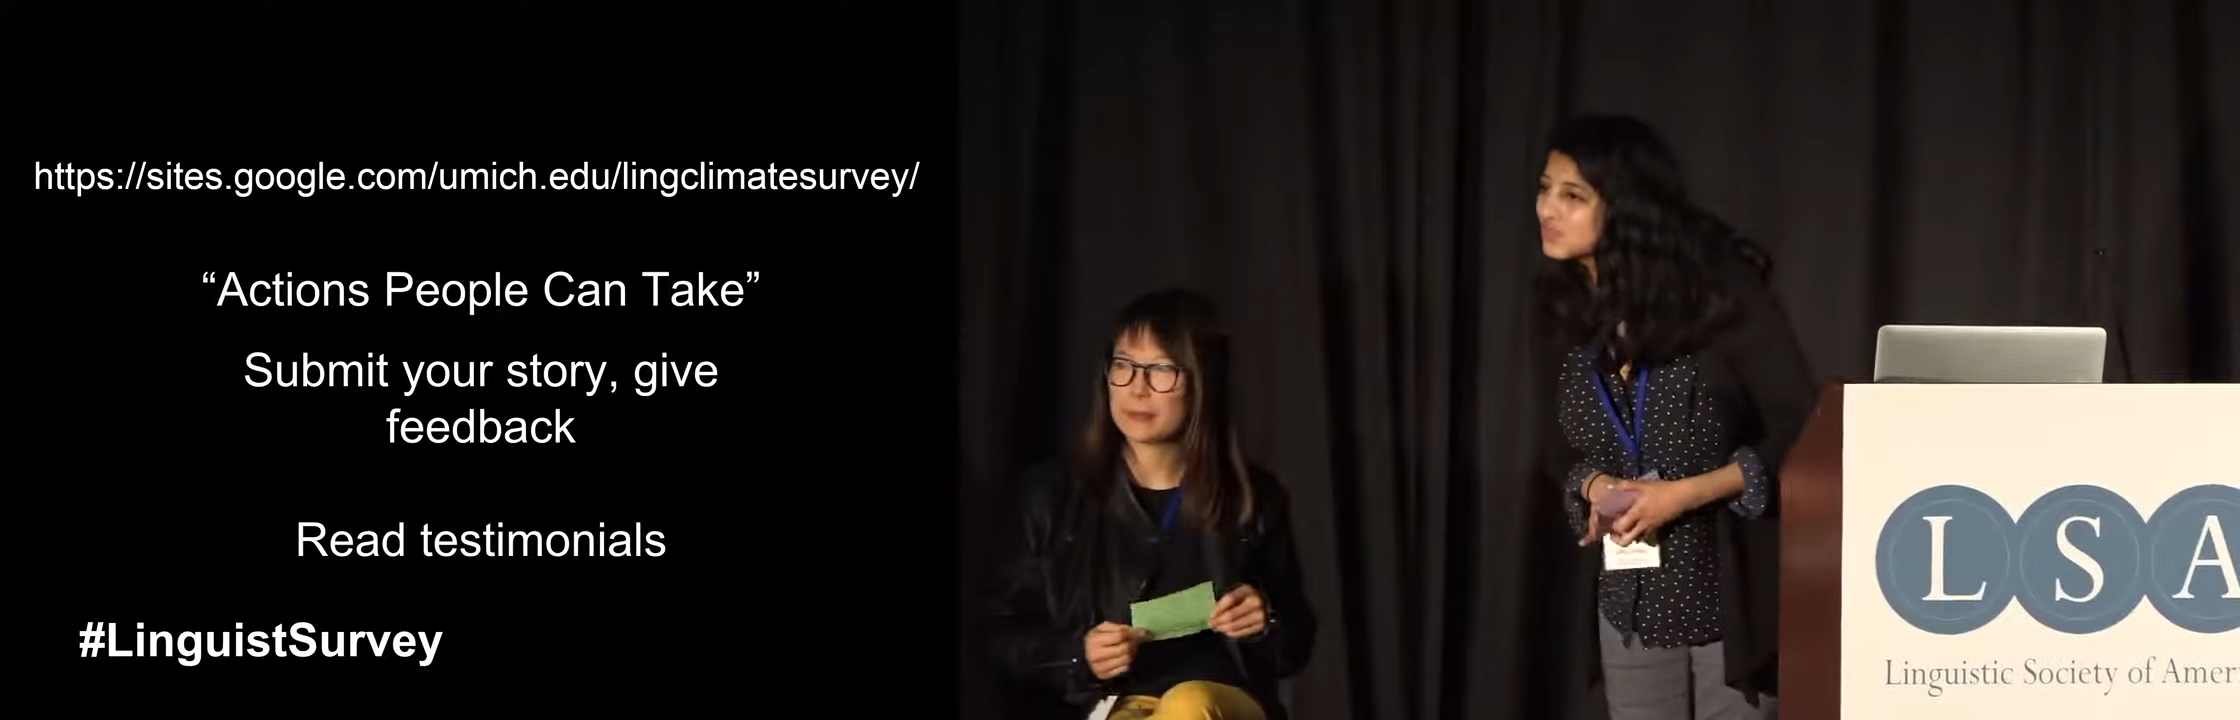 https://sites.google.com/umich.edu/lingclimatesurvey/
“Actions People Can Take”
Submit your story, give
feedback
Read testimonials
#LinguistSurvey
L S A
Linguistic Society of Amer